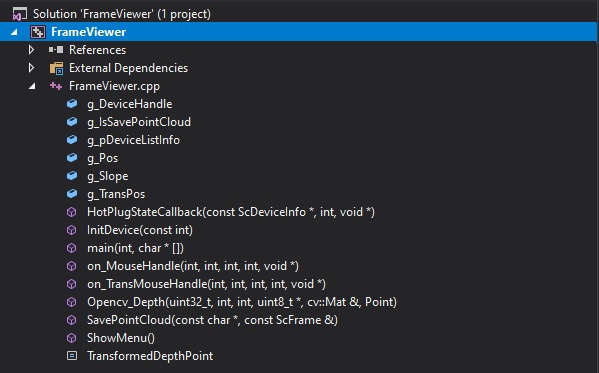 Solution 'FrameViewer' (1 project)
FrameViewer
References
External Dependencies
FrameViewer.cpp
g_DeviceHandle
g_IsSavePointCloud
g_pDeviceListInfo
g_Pos
g_Slope
g_TransPos
HotPlugStateCallback(const ScDeviceInfo *, int, void *)
InitDevice(const int)
main(int, char * [])
on_MouseHandle(int, int, int, int, void *)
on_TransMouseHandle(int, int, int, int, void *)
Opencv_Depth(uint32_t, int, int, uint8_t *, cv::Mat &, Point)
SavePointCloud(const char *, const ScFrame &)
ShowMenu()
TransformedDepthPoint